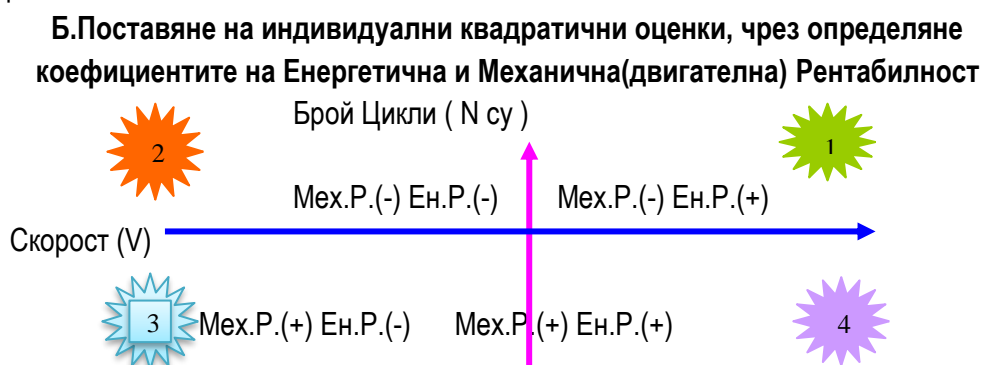 Б.Поставяне на индивидуални квадратични оценки, чрез определяне
коефициентите на Енергетична и Механична(двигателна) Рентабилност
Брой Цикли ( N cy )
2
1
Мех.Р.(-) Ен.Р.(-)
Мех.Р.(-) Ен.Р.(+)
Скорост (V)
3
Мех.Р.(+) Ен.Р.(-)
Мех.Р.(+) Ен.Р.(+)
4